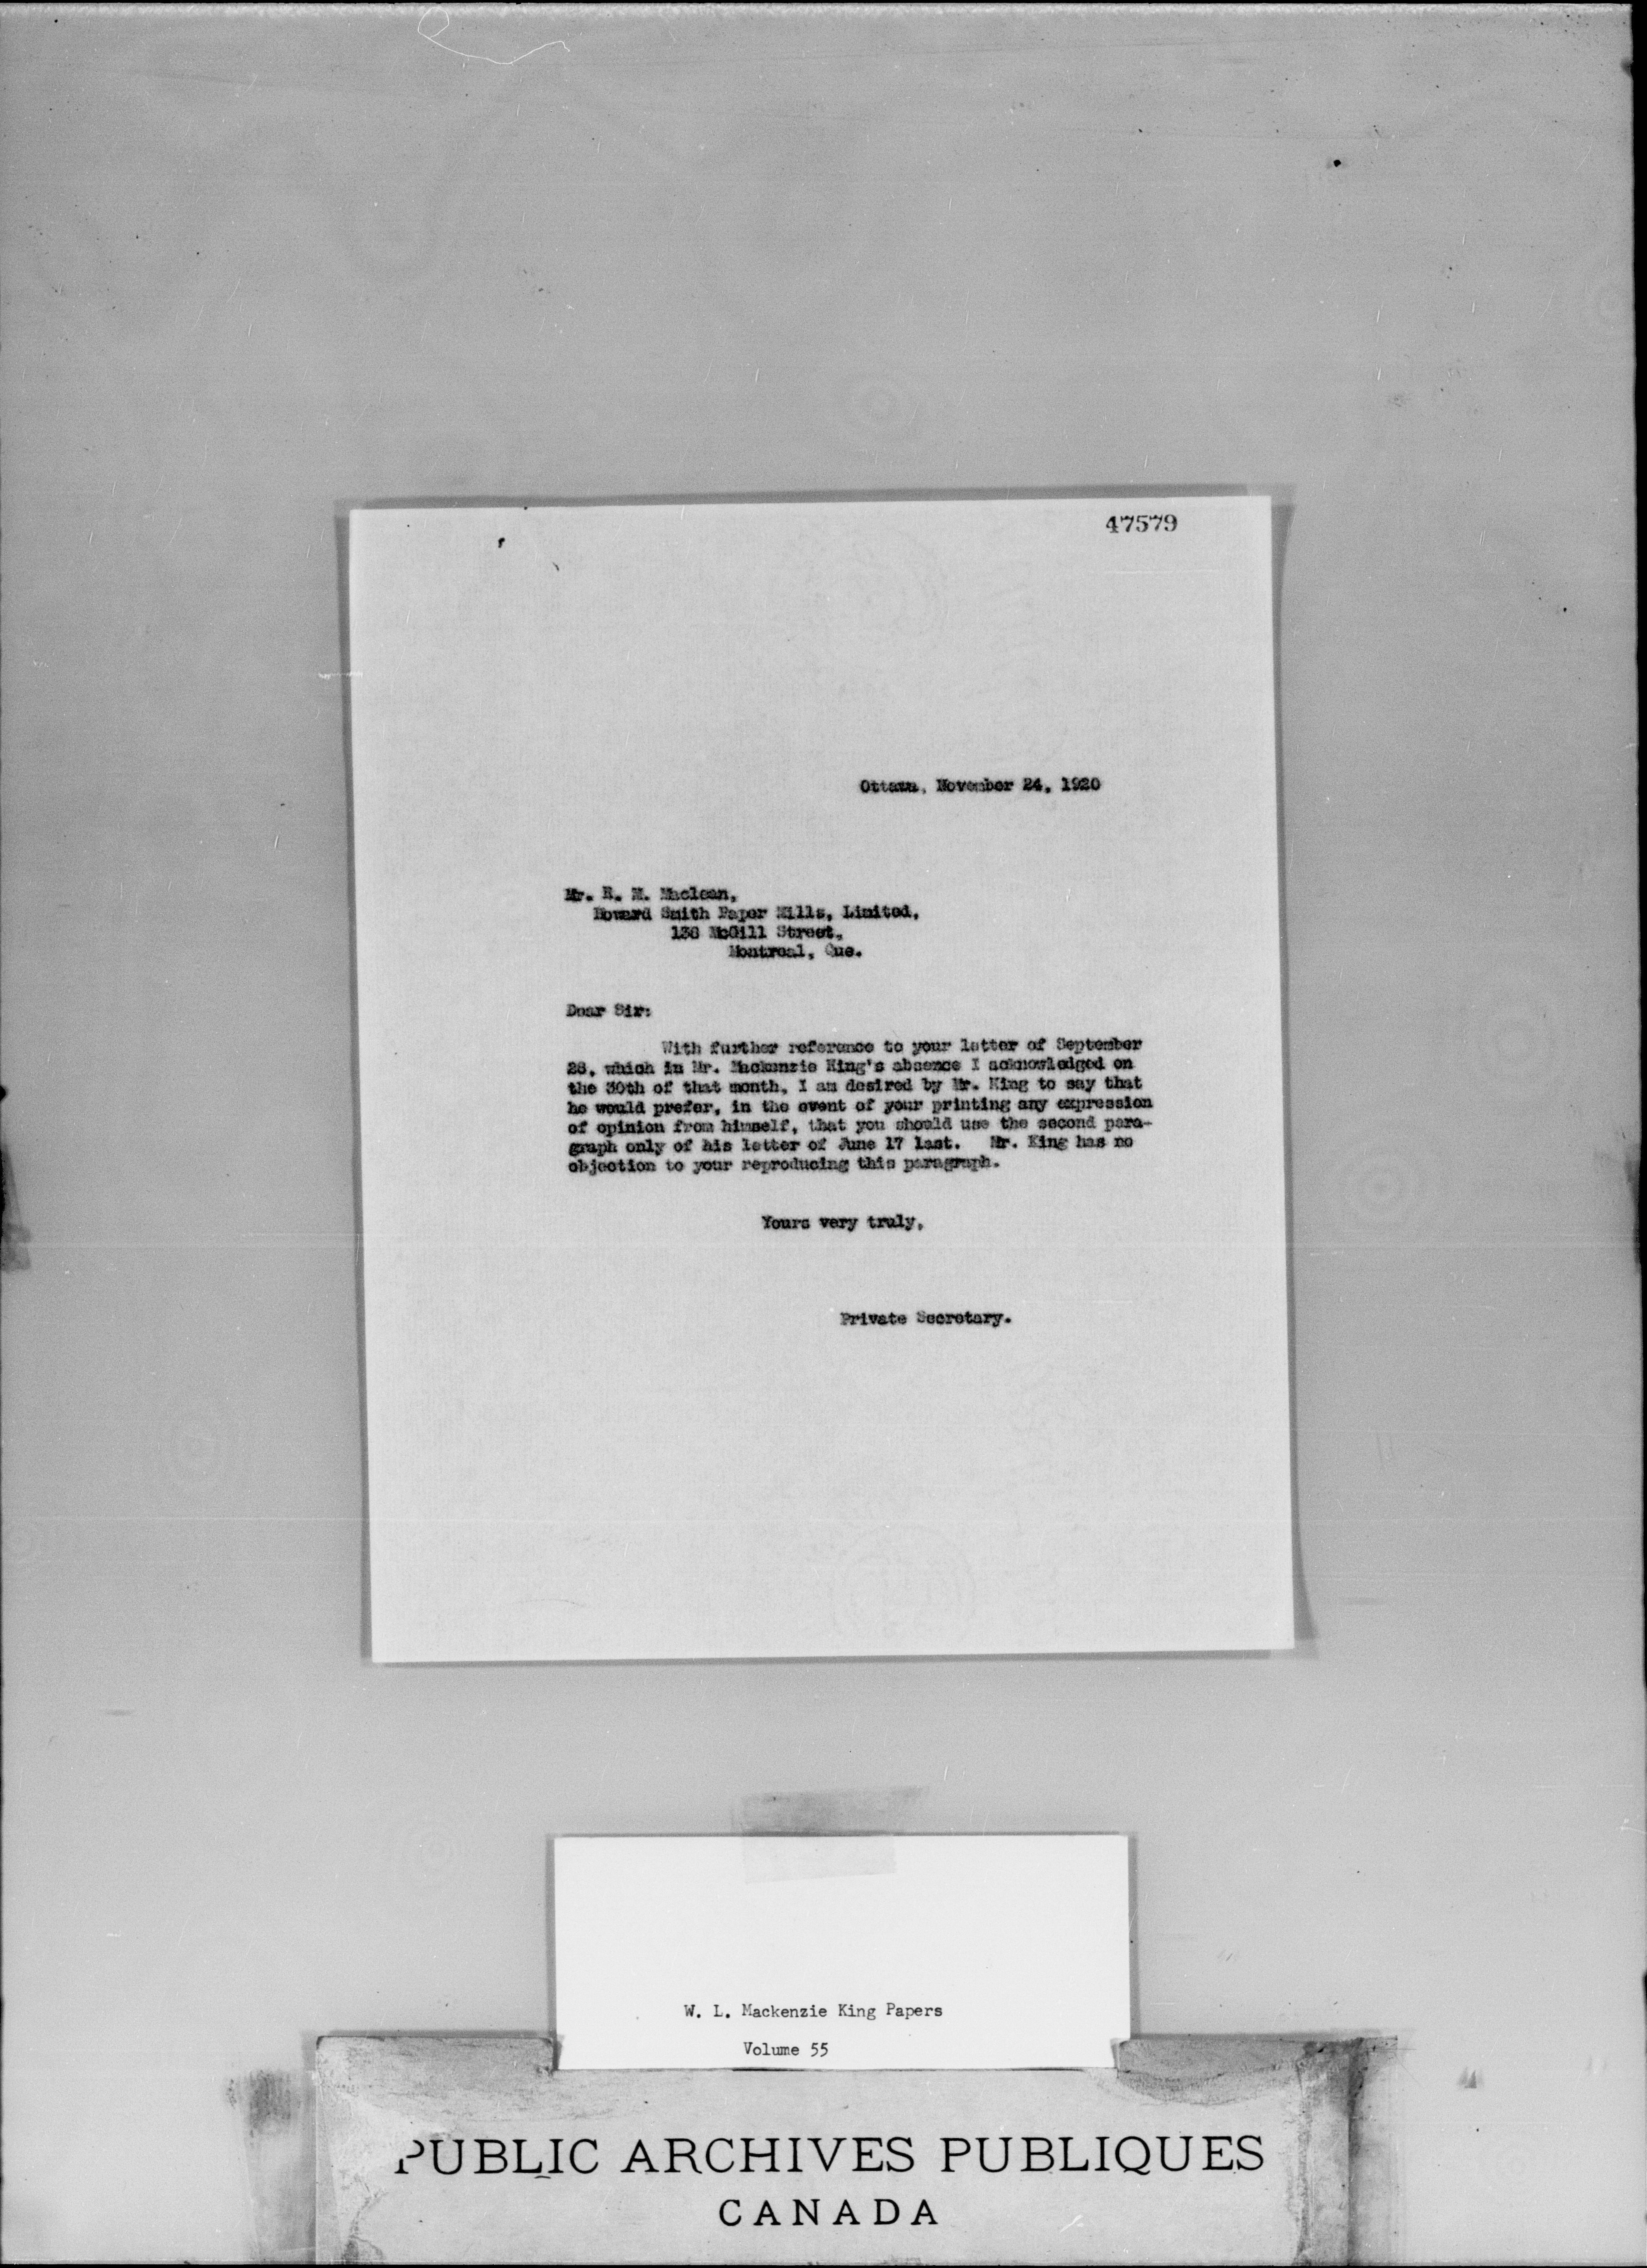 47579
Ottawa, November 24, 1920
Mr. R. M. Maclean,
Howard Smith Paper Mills, Limited,
138 McGill Street,
Montreal, Que.
Dear Sir:
With further reference to your letter of September
28, which in Mr. Mackenzie King's absence I acknowledged on
the 30th of that month, I am desired by Mr. King to say that
he would prefer, in the event of your printing any expression
of opinion from himself, that you should use the second para-
graph only of his letter of June 17 last. Mr. King has no
objection to your reproducing this paragraph.
Yours very truly,
Private Secretary.
W. L. Mackenzie King Papers
Volume 55
PUBLIC ARCHIVES PUBLIQUES
CANADA